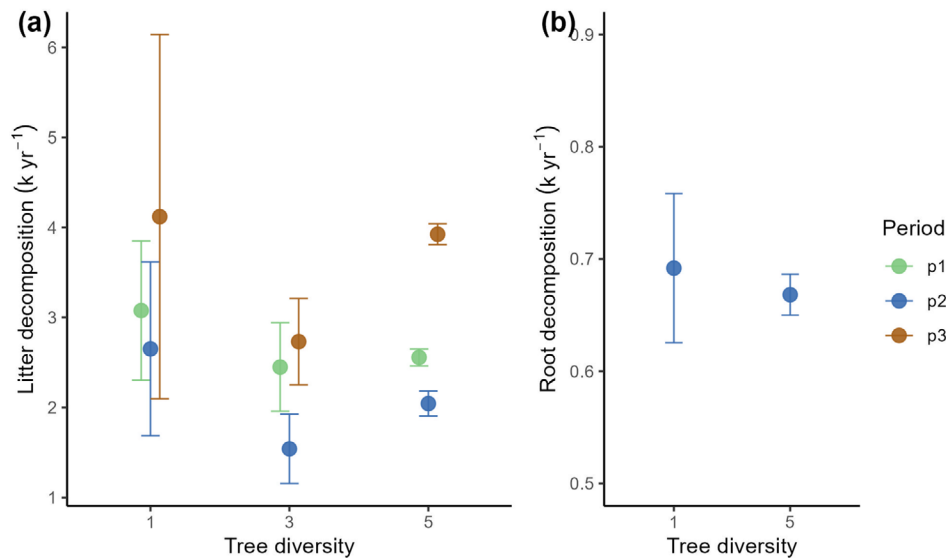 (a)
Litter decomposition (k yr⁻¹)
6
5
4
3
2
1
1 3 5
Tree diversity
(b)
Root decomposition (k yr⁻¹)
0.9
0.8
0.7
0.6
0.5
1 5
Tree diversity
Period
p1
p2
p3